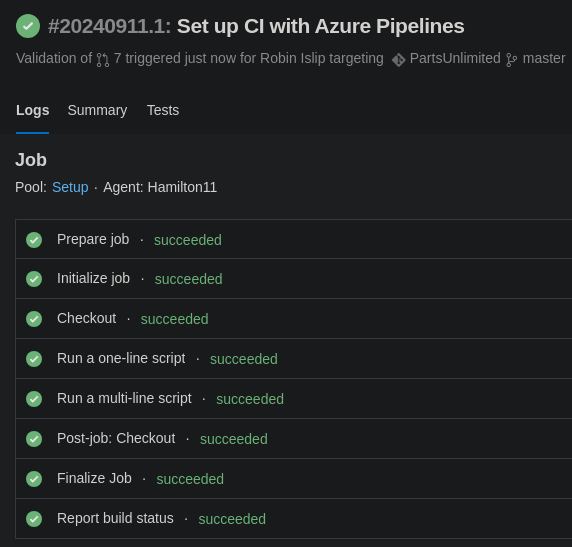 #20240911.1: Set up CI with Azure Pipelines
Validation of 7 triggered just now for Robin Islip targeting PartsUnlimited master
Logs Summary Tests
Job
Pool: Setup · Agent: Hamilton11
Prepare job · succeeded
Initialize job · succeeded
Checkout · succeeded
Run a one-line script · succeeded
Run a multi-line script · succeeded
Post-job: Checkout · succeeded
Finalize Job · succeeded
Report build status · succeeded